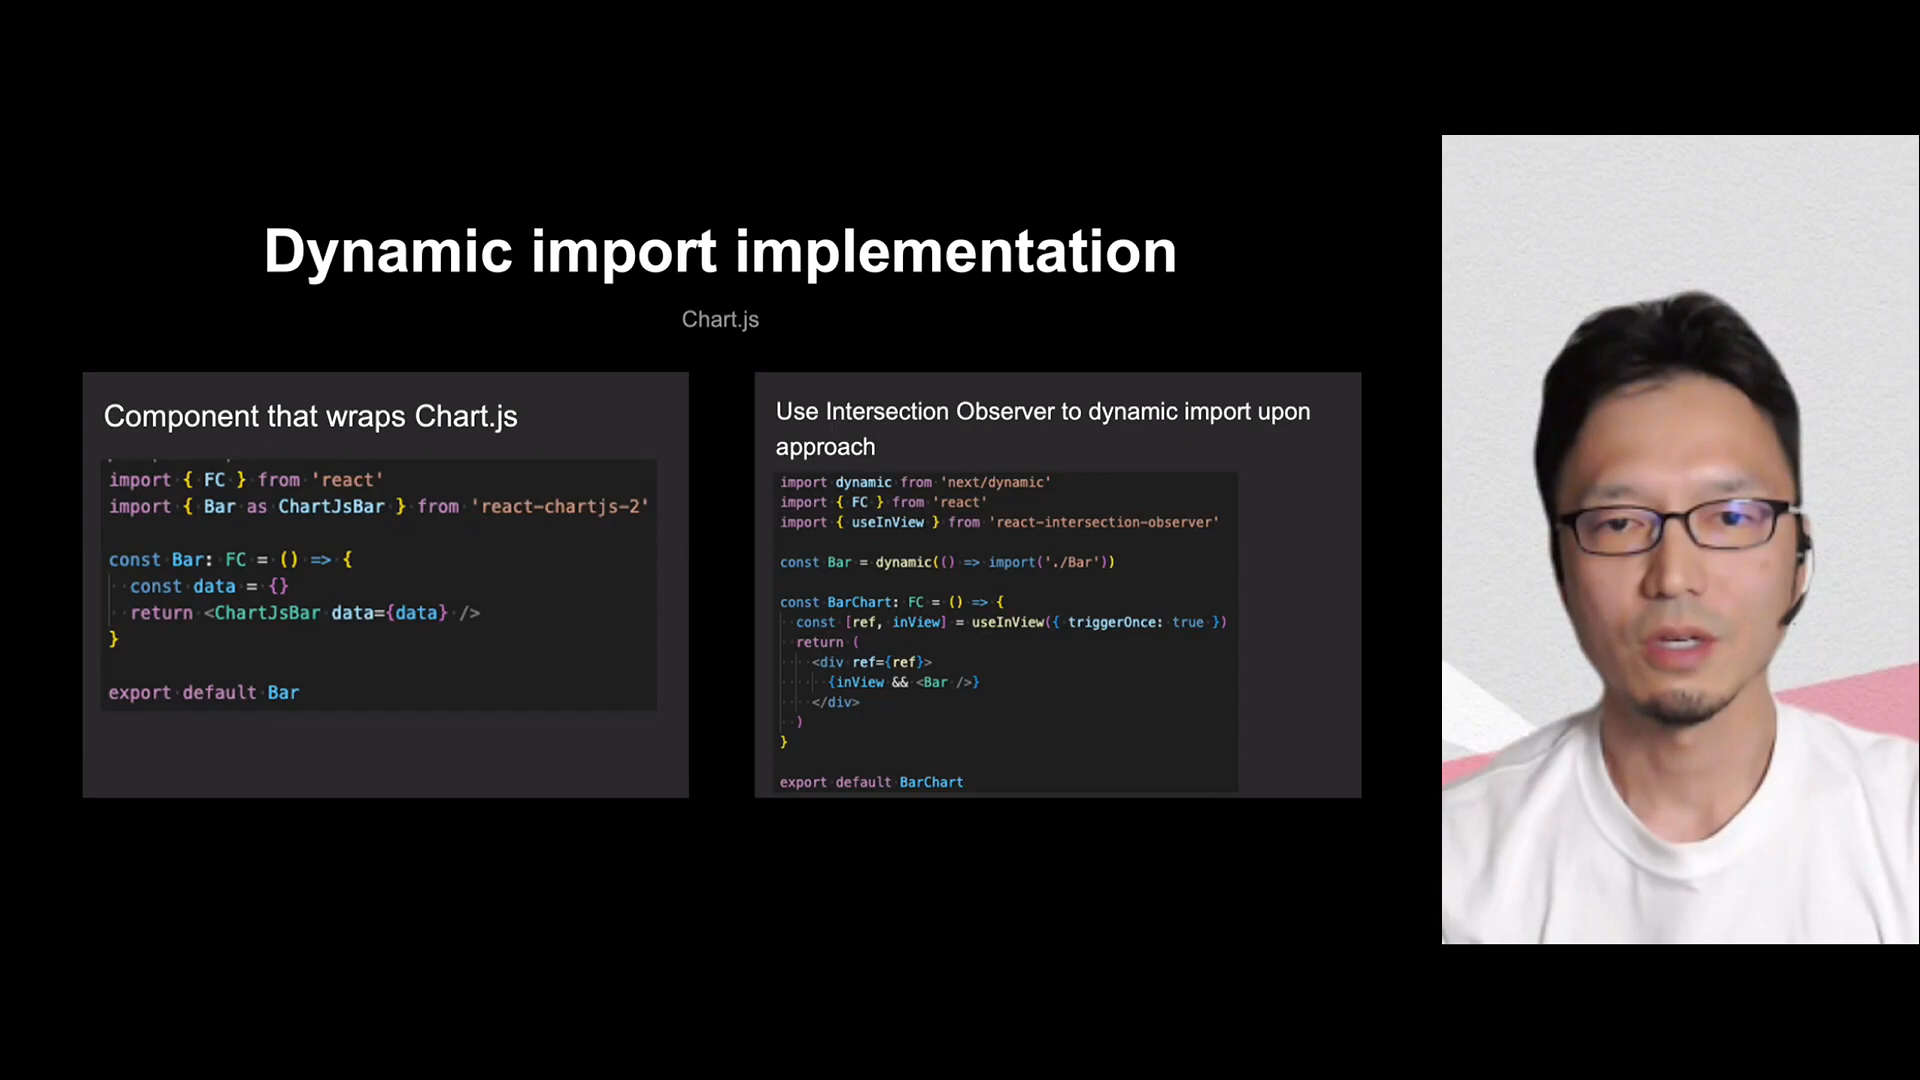 Dynamic import implementation
Chart.js
Component that wraps Chart.js
import { FC } from 'react'
import { Bar as ChartJsBar } from 'react-chartjs-2'
const Bar: FC = () => {
const data = {}
return <ChartJsBar data={data} />
}
export default Bar
Use Intersection Observer to dynamic import upon
approach
import dynamic from 'next/dynamic'
import { FC } from 'react'
import { useInView } from 'react-intersection-observer'
const Bar = dynamic(() => import('./Bar'))
const BarChart: FC = () => {
const [ref, inView] = useInView({ triggerOnce: true })
return (
<div ref={ref}>
{inView && <Bar />}
</div>
)
}
export default BarChart